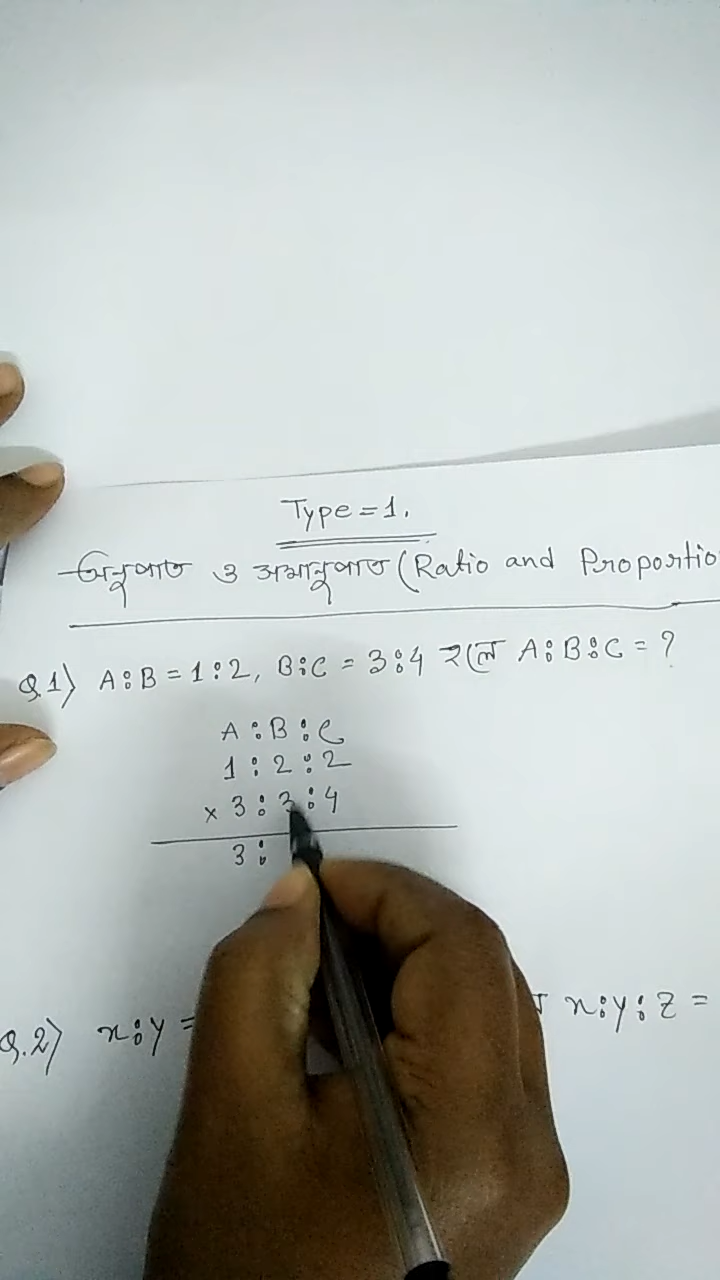 Type = 1.
অনুপাত ও সমানুপাত (Ratio and Proportio
Q.1) A:B = 1:2, B:C = 3:4 হলে A:B:C = ?
A : B : C
1 : 2 : 2
× 3 : 3 : 4
3 :
Q.2) x:y = x:y:z =